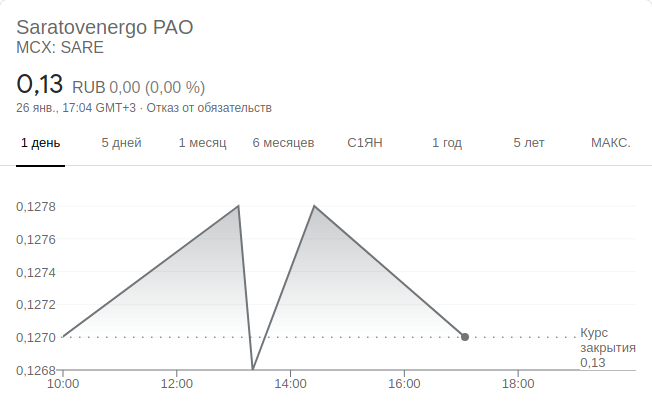 Saratovenergo PAO
MCX: SARE
0,13 RUB 0,00 (0,00 %)
26 янв., 17:04 GMT+3 · Отказ от обязательств
1 день 5 дней 1 месяц 6 месяцев С1ЯН 1 год 5 лет МАКС.
0,1278
0,1276
0,1274
0,1272
0,1270
0,1268
Курс
закрытия
0,13
10:00 12:00 14:00 16:00 18:00